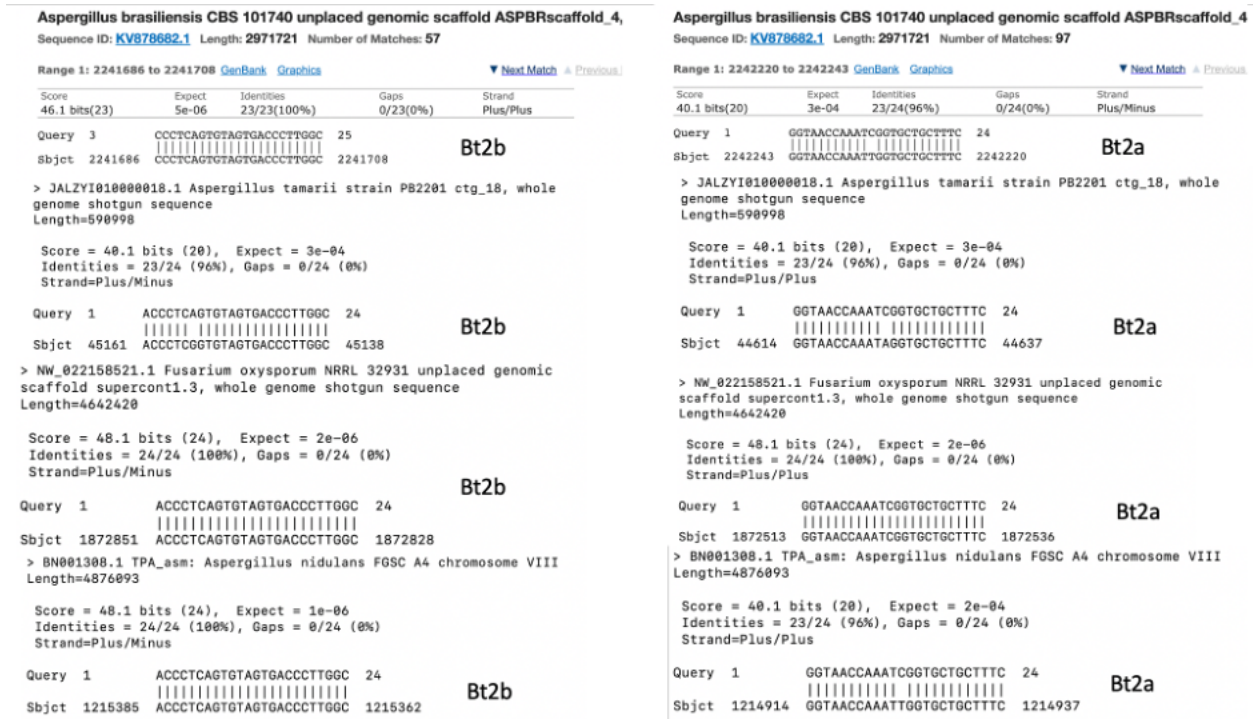 Aspergillus brasiliensis CBS 101740 unplaced genomic scaffold ASPBRscaffold_4,
Sequence ID: KV878682.1 Length: 2971721 Number of Matches: 57
Range 1: 2241686 to 2241708 GenBank Graphics ▼ Next Match ▲ Previous
Score Expect Identities Gaps Strand
46.1 bits(23) 5e-06 23/23(100%) 0/23(0%) Plus/Plus
Query 3 CCCTCAGTGTAGTGACCCTTGGC 25
|||||||||||||||||||||||
Sbjct 2241686 CCCTCAGTGTAGTGACCCTTGGC 2241708
Bt2b
> JALZYI010000018.1 Aspergillus tamarii strain PB2201 ctg_18, whole
genome shotgun sequence
Length=590998
Score = 40.1 bits (20), Expect = 3e-04
Identities = 23/24 (96%), Gaps = 0/24 (0%)
Strand=Plus/Minus
Query 1 ACCCTCAGTGTAGTGACCCTTGGC 24
|||||| |||||||||||||||||
Sbjct 45161 ACCCTCGGTGTAGTGACCCTTGGC 45138
Bt2b
> NW_022158521.1 Fusarium oxysporum NRRL 32931 unplaced genomic
scaffold supercont1.3, whole genome shotgun sequence
Length=4642420
Score = 48.1 bits (24), Expect = 2e-06
Identities = 24/24 (100%), Gaps = 0/24 (0%)
Strand=Plus/Minus
Query 1 ACCCTCAGTGTAGTGACCCTTGGC 24
||||||||||||||||||||||||
Sbjct 1872851 ACCCTCAGTGTAGTGACCCTTGGC 1872828
Bt2b
> BN001308.1 TPA_asm: Aspergillus nidulans FGSC A4 chromosome VIII
Length=4876093
Score = 48.1 bits (24), Expect = 1e-06
Identities = 24/24 (100%), Gaps = 0/24 (0%)
Strand=Plus/Minus
Query 1 ACCCTCAGTGTAGTGACCCTTGGC 24
||||||||||||||||||||||||
Sbjct 1215385 ACCCTCAGTGTAGTGACCCTTGGC 1215362
Bt2b
Aspergillus brasiliensis CBS 101740 unplaced genomic scaffold ASPBRscaffold_4
Sequence ID: KV878682.1 Length: 2971721 Number of Matches: 97
Range 1: 2242220 to 2242243 GenBank Graphics ▼ Next Match ▲ Previous
Score Expect Identities Gaps Strand
40.1 bits(20) 3e-04 23/24(96%) 0/24(0%) Plus/Minus
Query 1 GGTAACCAAATCGGTGCTGCTTTC 24
||||||||||| ||||||||||||
Sbjct 2242243 GGTAACCAAATTGGTGCTGCTTTC 2242220
Bt2a
> JALZYI010000018.1 Aspergillus tamarii strain PB2201 ctg_18, whole
genome shotgun sequence
Length=590998
Score = 40.1 bits (20), Expect = 3e-04
Identities = 23/24 (96%), Gaps = 0/24 (0%)
Strand=Plus/Plus
Query 1 GGTAACCAAATCGGTGCTGCTTTC 24
||||||||||| ||||||||||||
Sbjct 44614 GGTAACCAAATAGGTGCTGCTTTC 44637
Bt2a
> NW_022158521.1 Fusarium oxysporum NRRL 32931 unplaced genomic
scaffold supercont1.3, whole genome shotgun sequence
Length=4642420
Score = 48.1 bits (24), Expect = 2e-06
Identities = 24/24 (100%), Gaps = 0/24 (0%)
Strand=Plus/Plus
Query 1 GGTAACCAAATCGGTGCTGCTTTC 24
||||||||||||||||||||||||
Sbjct 1872513 GGTAACCAAATCGGTGCTGCTTTC 1872536
Bt2a
> BN001308.1 TPA_asm: Aspergillus nidulans FGSC A4 chromosome VIII
Length=4876093
Score = 40.1 bits (20), Expect = 2e-04
Identities = 23/24 (96%), Gaps = 0/24 (0%)
Strand=Plus/Plus
Query 1 GGTAACCAAATCGGTGCTGCTTTC 24
||||||||||| ||||||||||||
Sbjct 1214914 GGTAACCAAATTGGTGCTGCTTTC 1214937
Bt2a